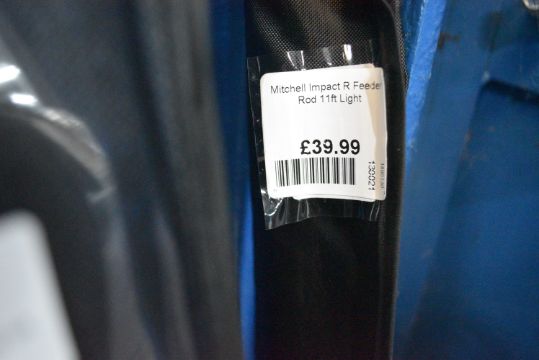 Mitchell Impact R Feeder
Rod 11ft Light
£39.99
130021